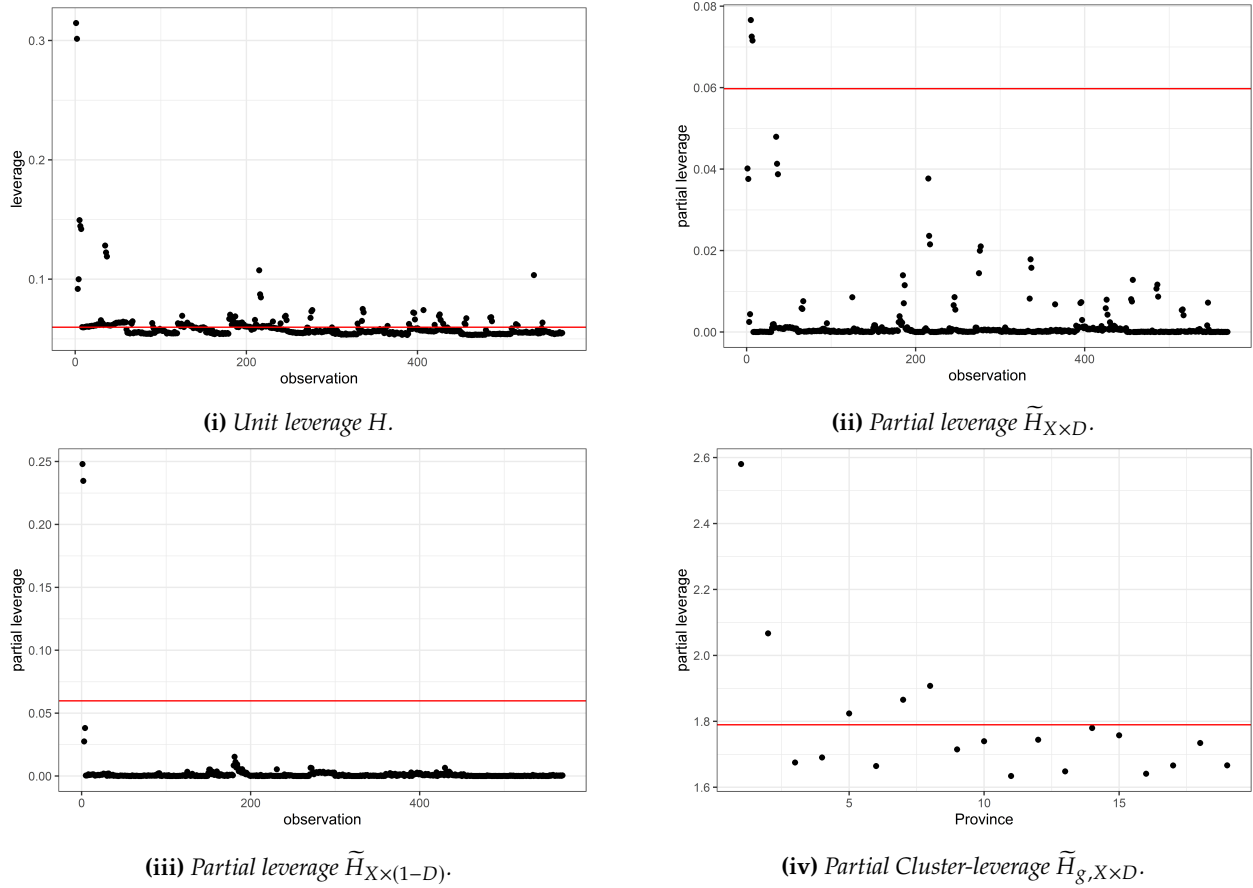 0.3
0.2
0.1
leverage
0
200
400
observation
(i) Unit leverage H.
0.08
0.06
0.04
0.02
0.00
partial leverage
0
200
400
observation
(ii) Partial leverage H̃X×D.
0.25
0.20
0.15
0.10
0.05
0.00
partial leverage
0
200
400
observation
(iii) Partial leverage H̃X×(1−D).
2.6
2.4
2.2
2.0
1.8
1.6
partial leverage
5
10
15
Province
(iv) Partial Cluster-leverage H̃g,X×D.